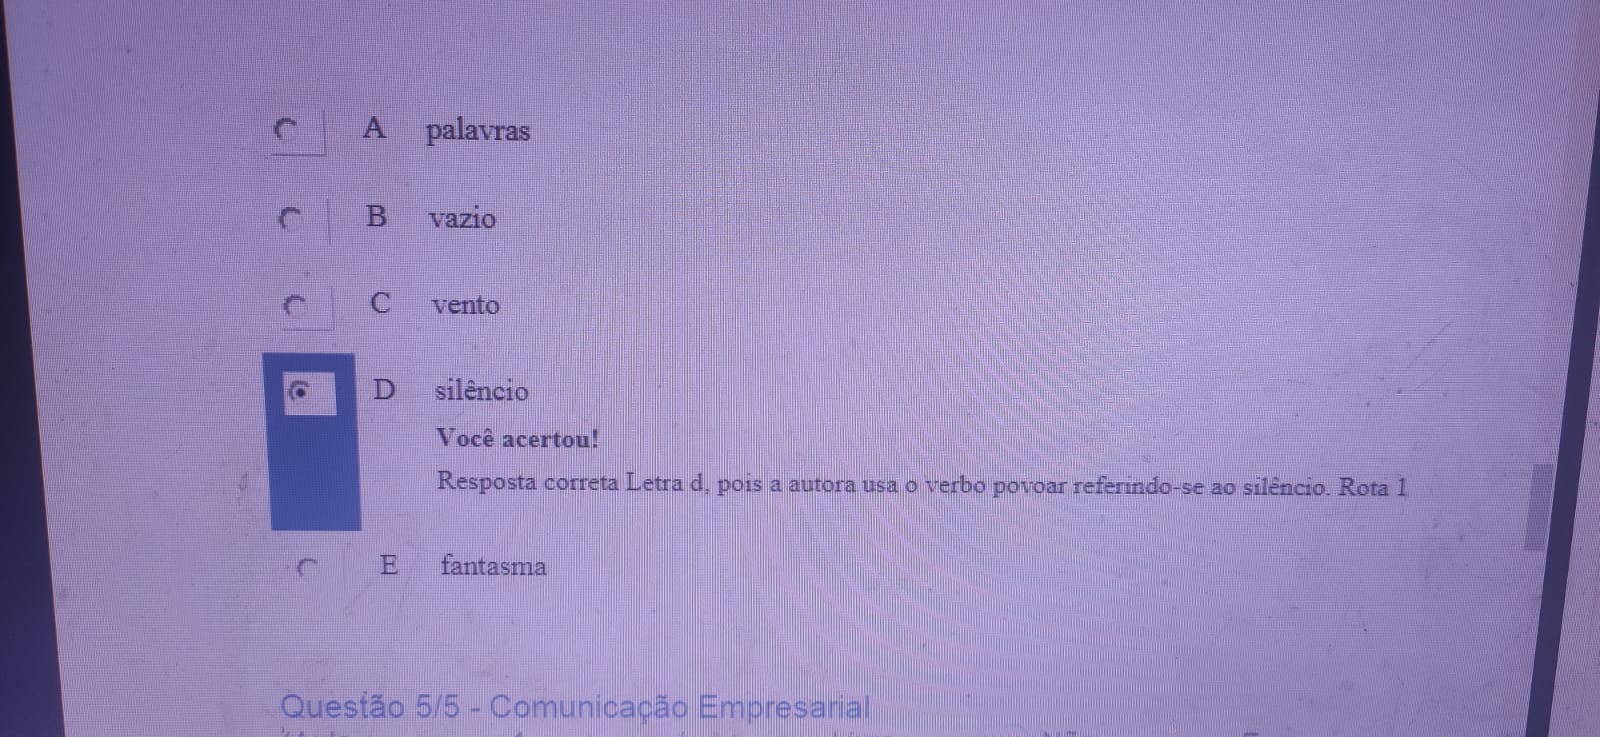 A palavras
B vazio
C vento
D silêncio
Você acertou!
Resposta correta Letra d, pois a autora usa o verbo povoar referindo-se ao silêncio. Rota 1
E fantasma
Questão 5/5 - Comunicação Empresarial